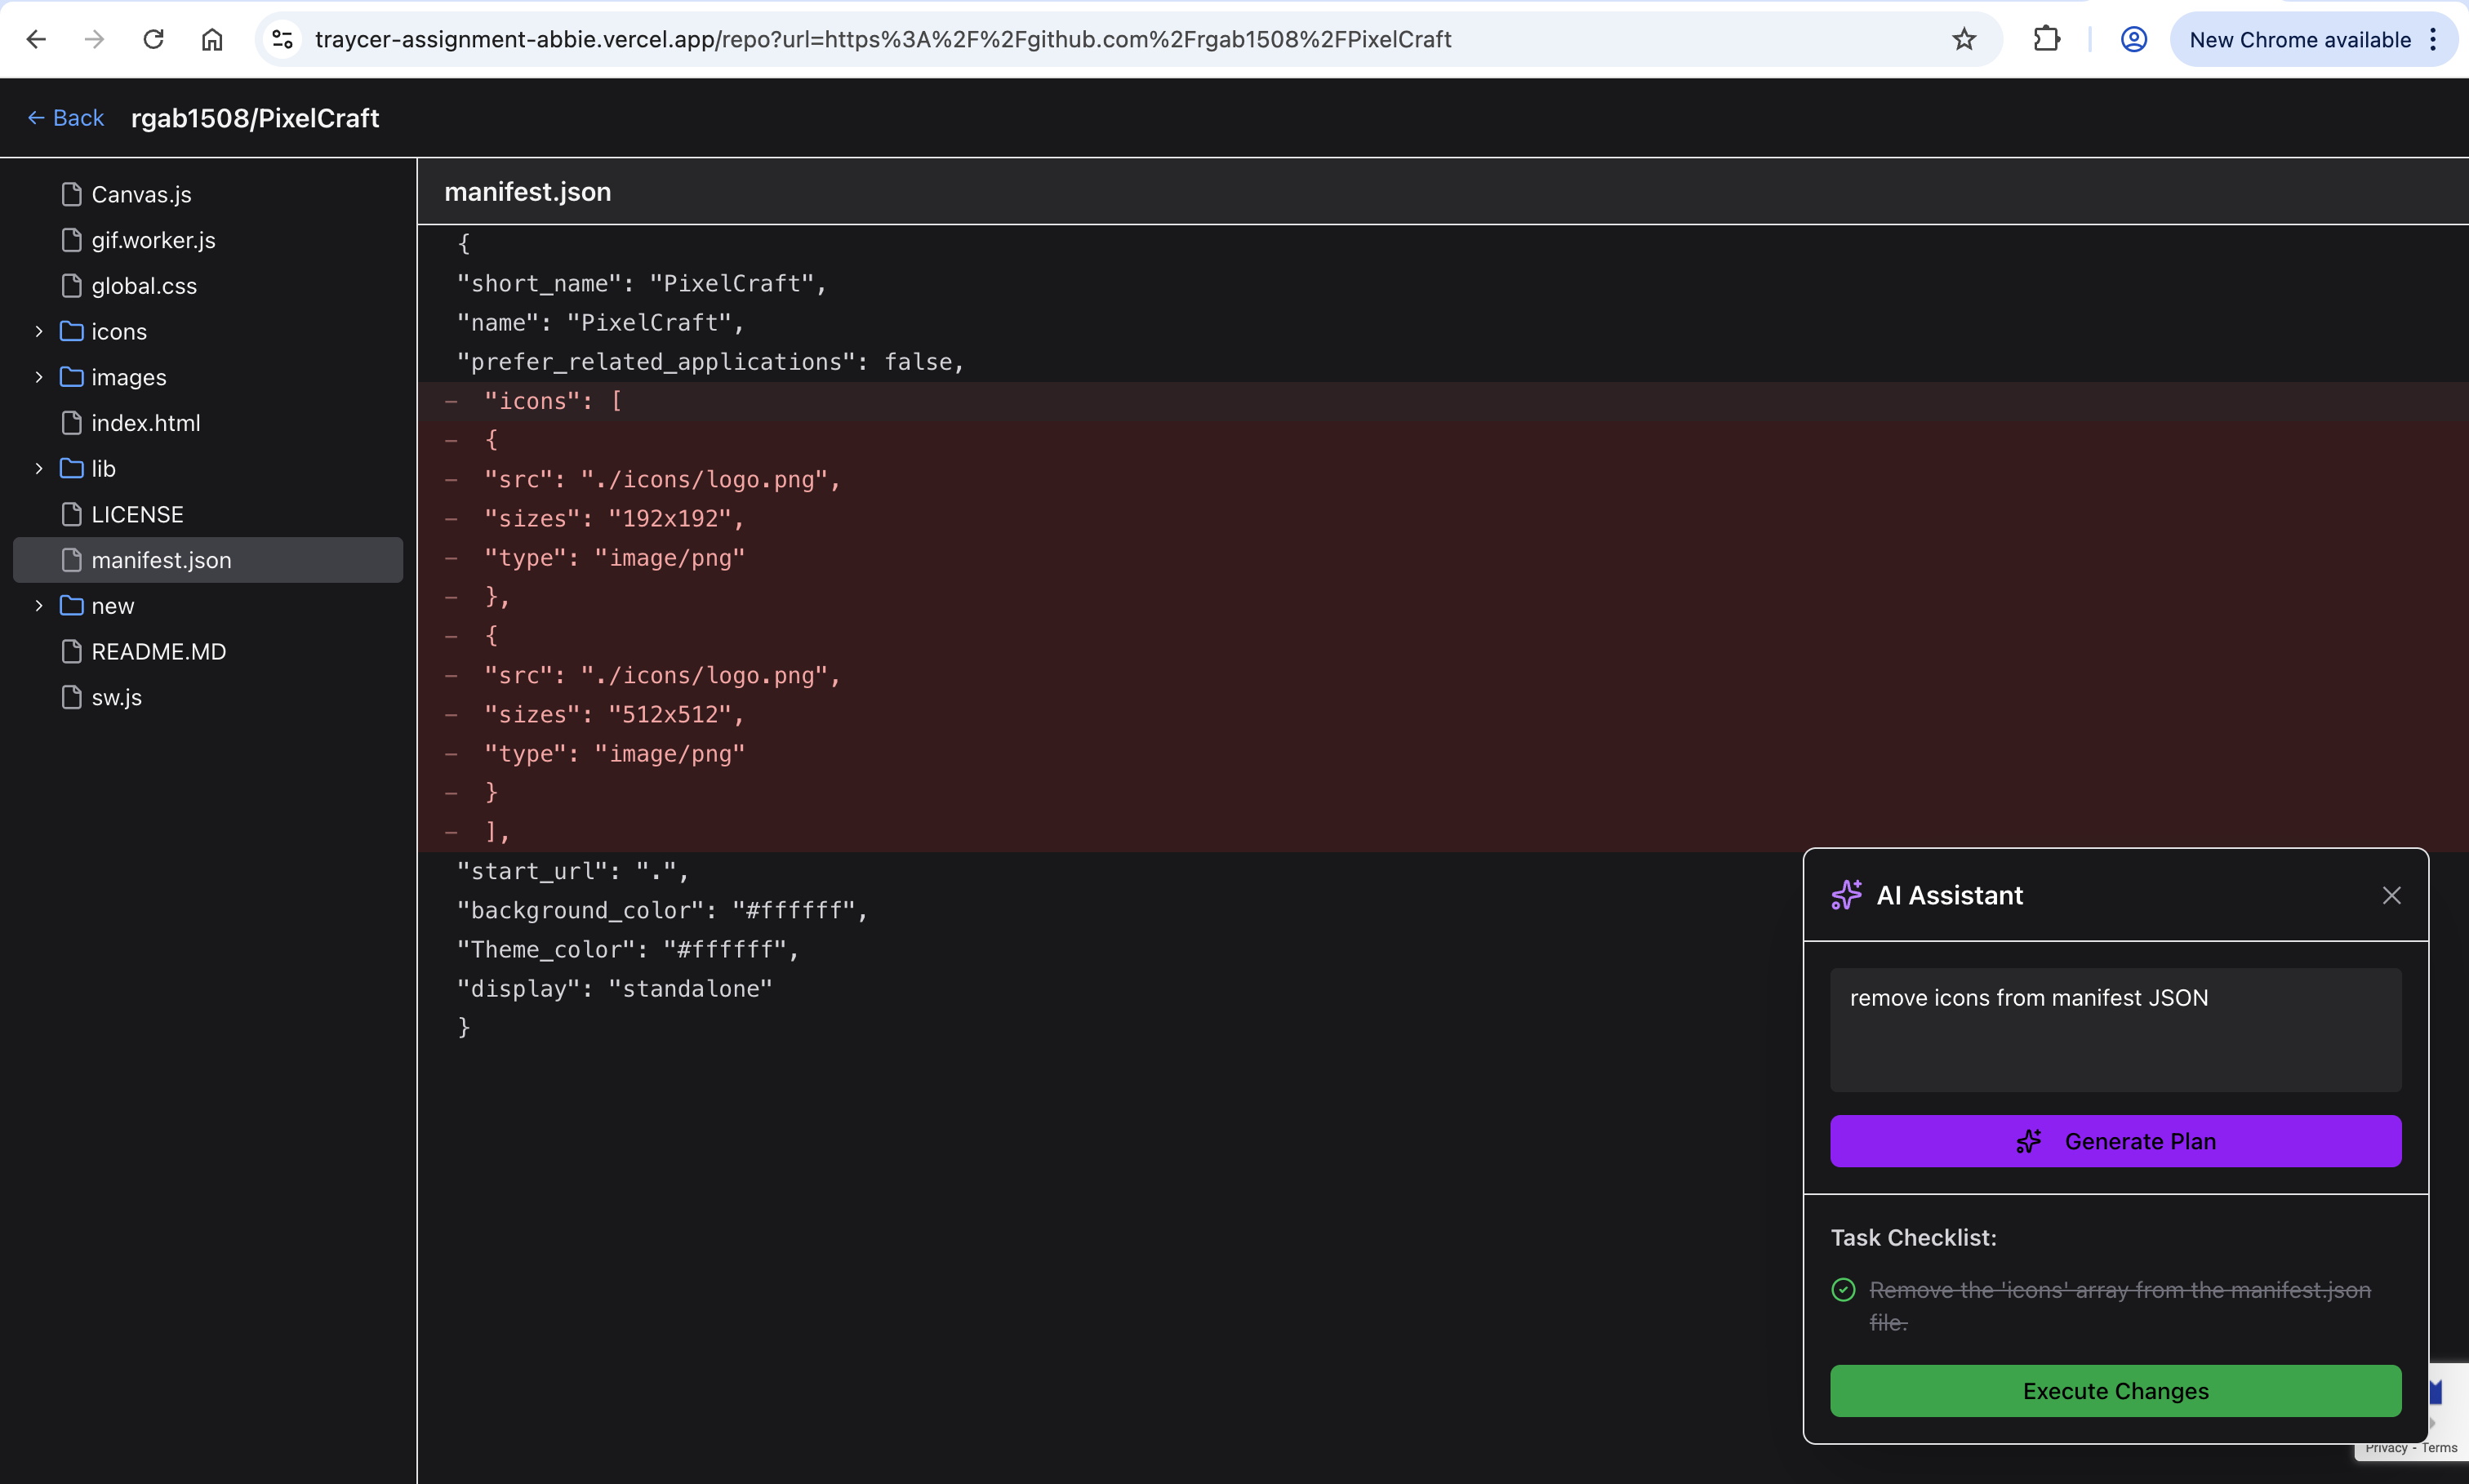 traycer-assignment-abbie.vercel.app/repo?url=https%3A%2F%2Fgithub.com%2Frgab1508%2FPixelCraft
New Chrome available
← Back
rgab1508/PixelCraft
Canvas.js
gif.worker.js
global.css
icons
images
index.html
lib
LICENSE
manifest.json
new
README.MD
sw.js
manifest.json
{
"short_name": "PixelCraft",
"name": "PixelCraft",
"prefer_related_applications": false,
- "icons": [
- {
- "src": "./icons/logo.png",
- "sizes": "192x192",
- "type": "image/png"
- },
- {
- "src": "./icons/logo.png",
- "sizes": "512x512",
- "type": "image/png"
- }
- ],
"start_url": ".",
"background_color": "#ffffff",
"Theme_color": "#ffffff",
"display": "standalone"
}
AI Assistant
remove icons from manifest JSON
Generate Plan
Task Checklist:
Remove the 'icons' array from the manifest.json
file.
Execute Changes
Privacy - Terms